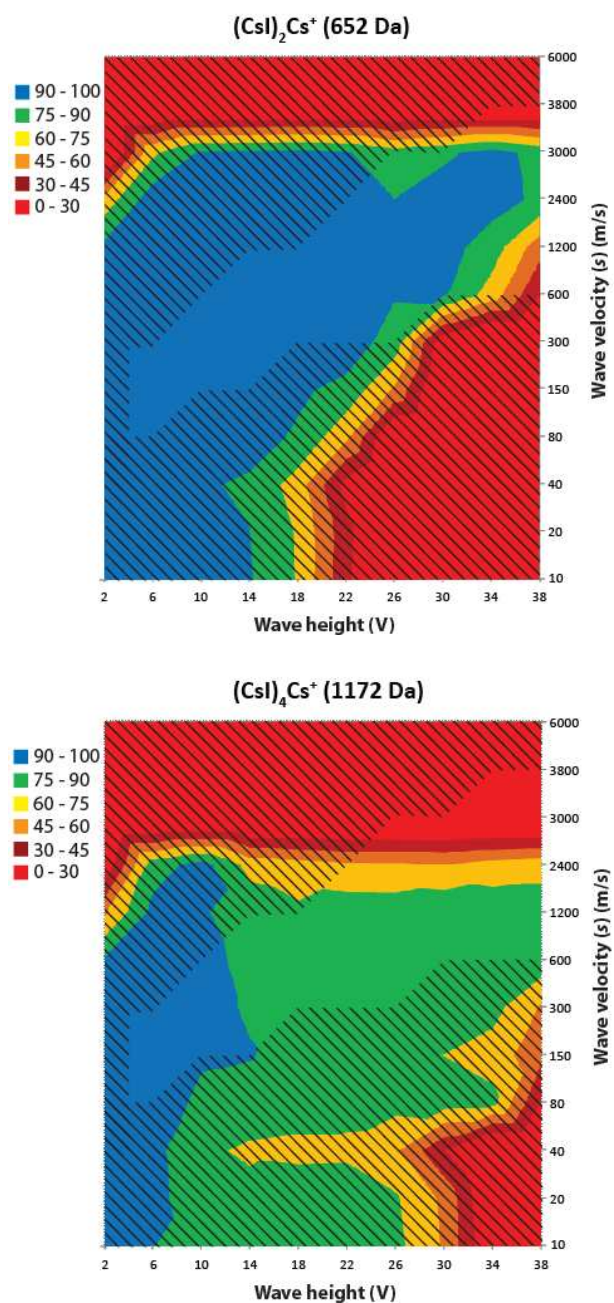 (CsI)₂Cs⁺ (652 Da)
90 - 100
75 - 90
60 - 75
45 - 60
30 - 45
0 - 30
6000
3800
3000
2400
1200
600
300
150
80
40
20
10
Wave velocity (s) (m/s)
2 6 10 14 18 22 26 30 34 38
Wave height (V)
(CsI)₄Cs⁺ (1172 Da)
90 - 100
75 - 90
60 - 75
45 - 60
30 - 45
0 - 30
6000
3800
3000
2400
1200
600
300
150
80
40
20
10
Wave velocity (s) (m/s)
2 6 10 14 18 22 26 30 34 38
Wave height (V)